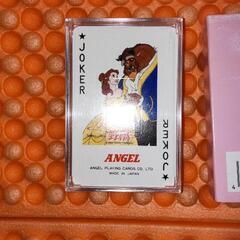 JOKER
ANGEL
ANGEL PLAYING CARDS CO., LTD
MADE IN JAPAN
JOKER